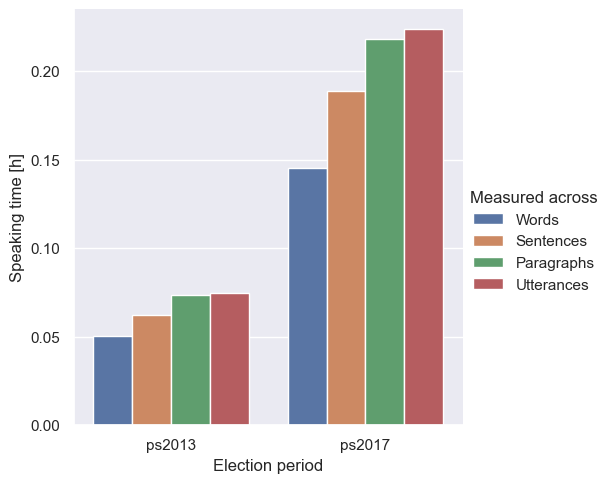 Speaking time [h]
0.20
0.15
0.10
0.05
0.00
ps2013
ps2017
Election period
Measured across
Words
Sentences
Paragraphs
Utterances